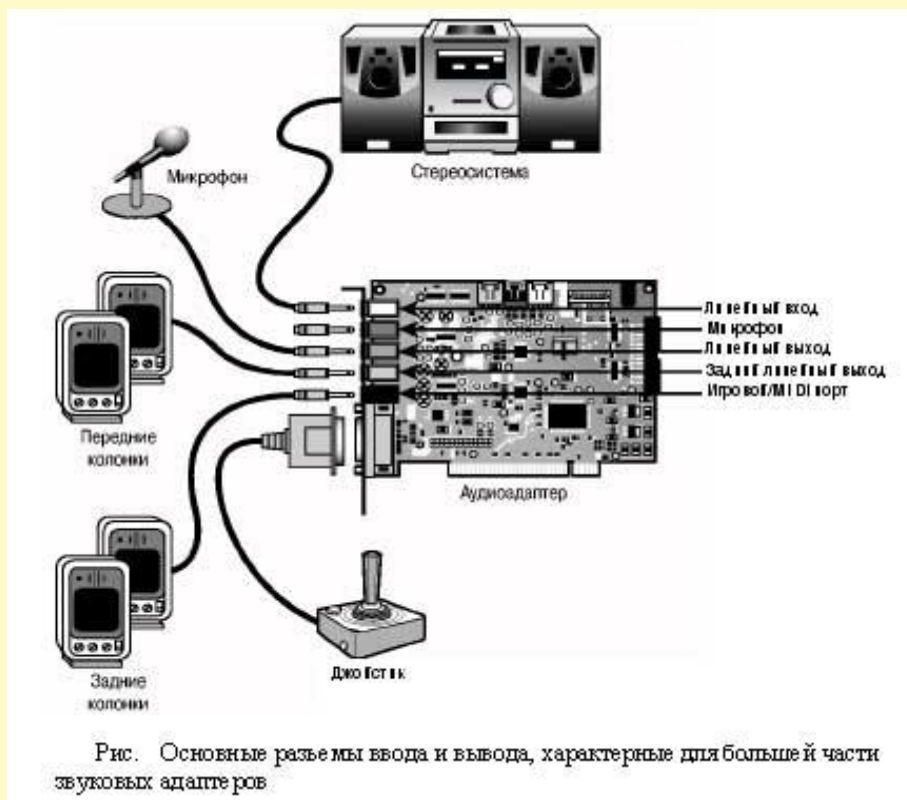 Стереосистема
Микрофон
Линейный вход
Микрофон
Линейный выход
Задний линейный выход
Игровой/MIDI порт
Передние
колонки
Аудиоадаптер
Задние
колонки
Джойстик
Рис. Основные разъемы ввода и вывода, характерные для большей части
звуковых адаптеров